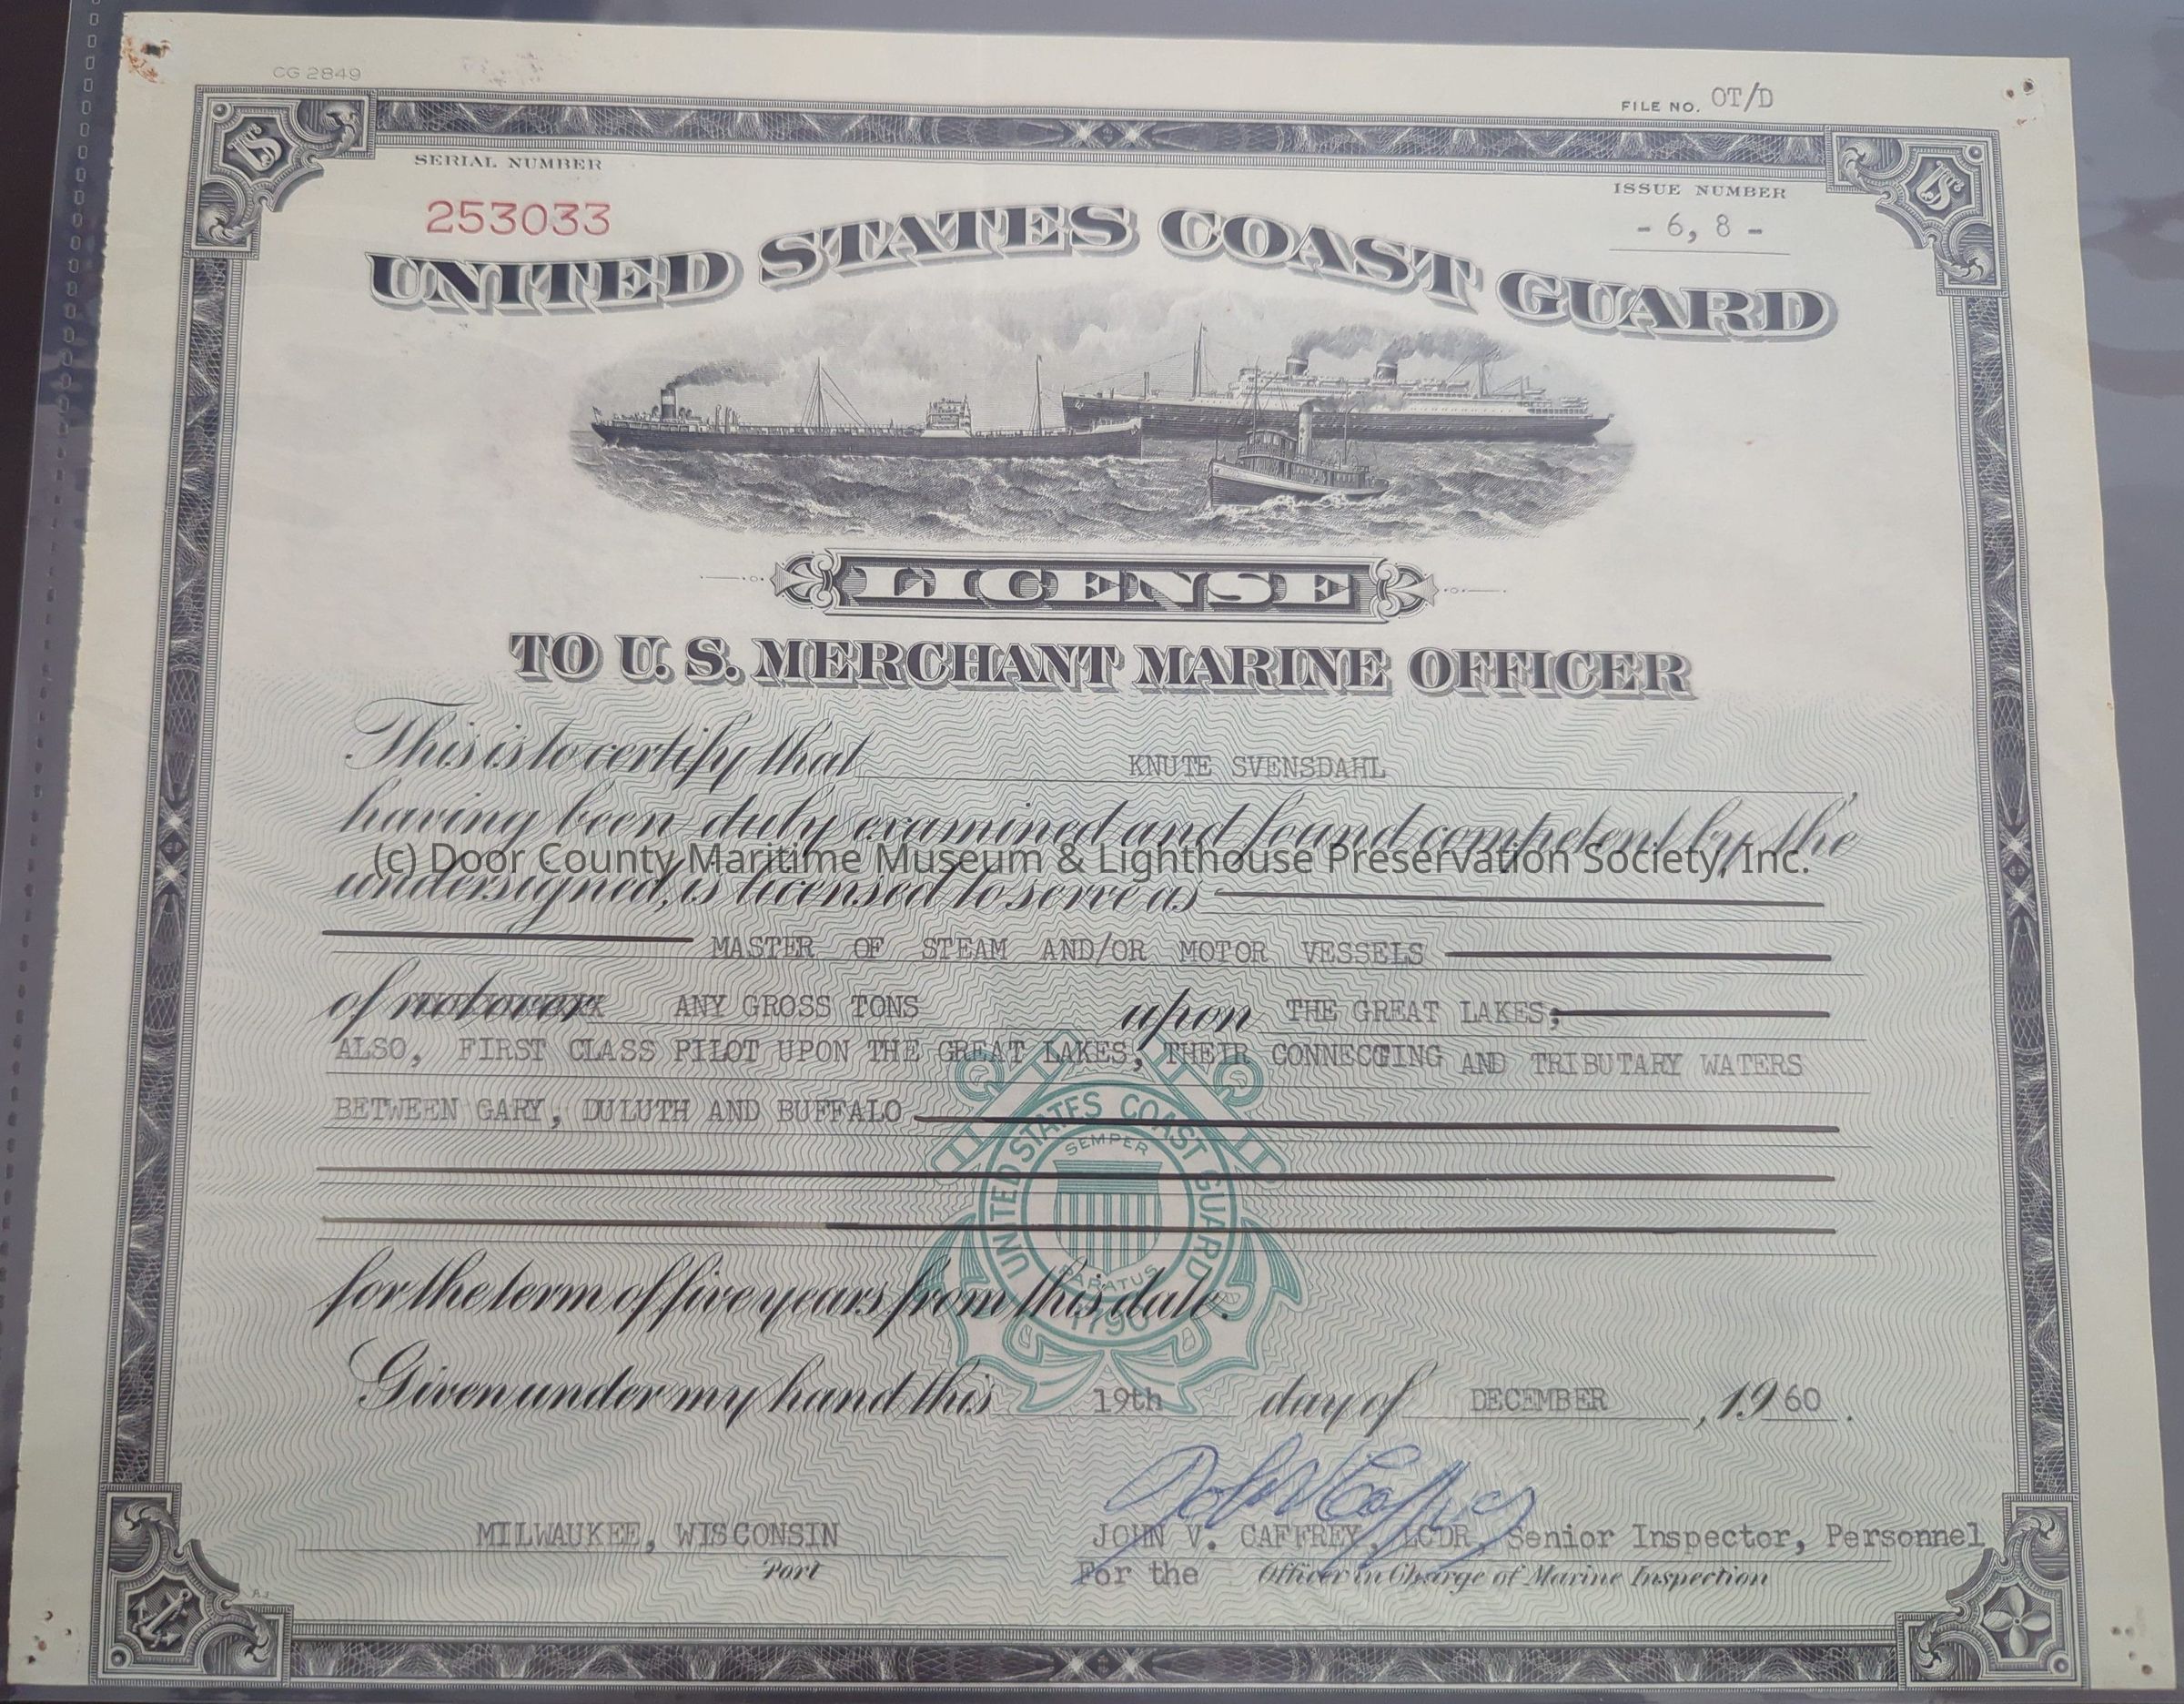 CG 2849
FILE NO. OT/D
SERIAL NUMBER
253033
ISSUE NUMBER
- 6, 8 -
UNITED STATES COAST GUARD
LICENSE
TO U. S. MERCHANT MARINE OFFICER
This is to certify that KNUTE SVENSDAHL,
having been duly examined and found competent by the
(c) Door County Maritime Museum & Lighthouse Preservation Society, Inc.
undersigned, is licensed to serve as
MASTER OF STEAM AND/OR MOTOR VESSELS
of not over ANY GROSS TONS upon THE GREAT LAKES;
ALSO, FIRST CLASS PILOT UPON THE GREAT LAKES, THEIR CONNECGING AND TRIBUTARY WATERS
BETWEEN GARY, DULUTH AND BUFFALO
UNITED STATES COAST GUARD
SEMPER
PARATUS
1790
for the term of five years from this date.
Given under my hand this 19th day of DECEMBER, 1960.
MILWAUKEE, WISCONSIN
Port
JOHN V. CAFFREY, LCDR, Senior Inspector, Personnel
For the Officer in Charge of Marine Inspection